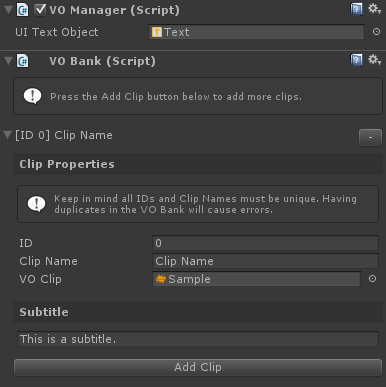 VO Manager (Script)
UI Text Object Text
VO Bank (Script)
Press the Add Clip button below to add more clips.
[ID 0] Clip Name -
Clip Properties
Keep in mind all IDs and Clip Names must be unique. Having
duplicates in the VO Bank will cause errors.
ID 0
Clip Name Clip Name
VO Clip Sample
Subtitle
This is a subtitle.
Add Clip